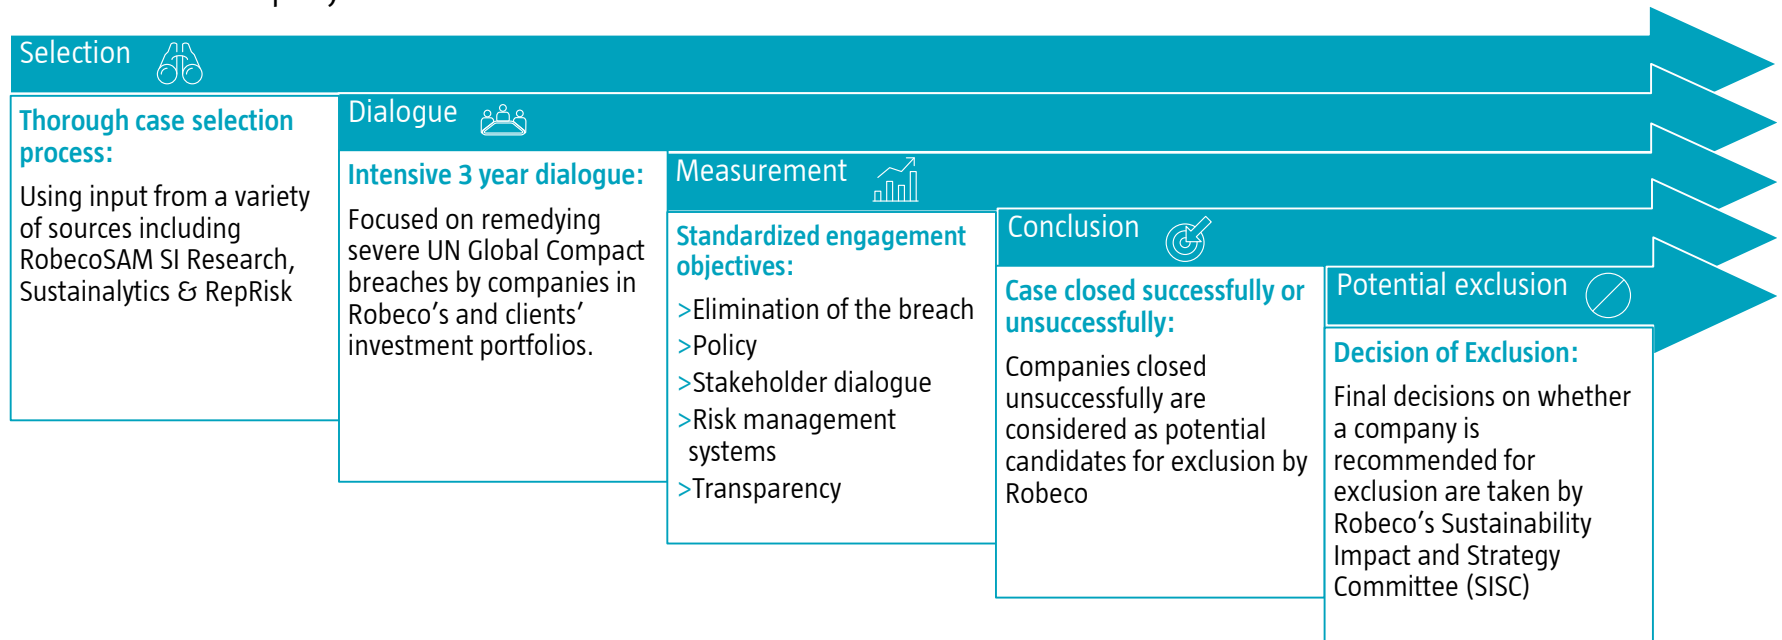 Selection
Thorough case selection
process:
Using input from a variety
of sources including
RobecoSAM SI Research,
Sustainalytics & RepRisk
Dialogue
Intensive 3 year dialogue:
Focused on remedying
severe UN Global Compact
breaches by companies in
Robeco’s and clients’
investment portfolios.
Measurement
Standardized engagement
objectives:
>Elimination of the breach
>Policy
>Stakeholder dialogue
>Risk management
systems
>Transparency
Conclusion
Case closed successfully or
unsuccessfully:
Companies closed
unsuccessfully are
considered as potential
candidates for exclusion by
Robeco
Potential exclusion
Decision of Exclusion:
Final decisions on whether
a company is
recommended for
exclusion are taken by
Robeco’s Sustainability
Impact and Strategy
Committee (SISC)